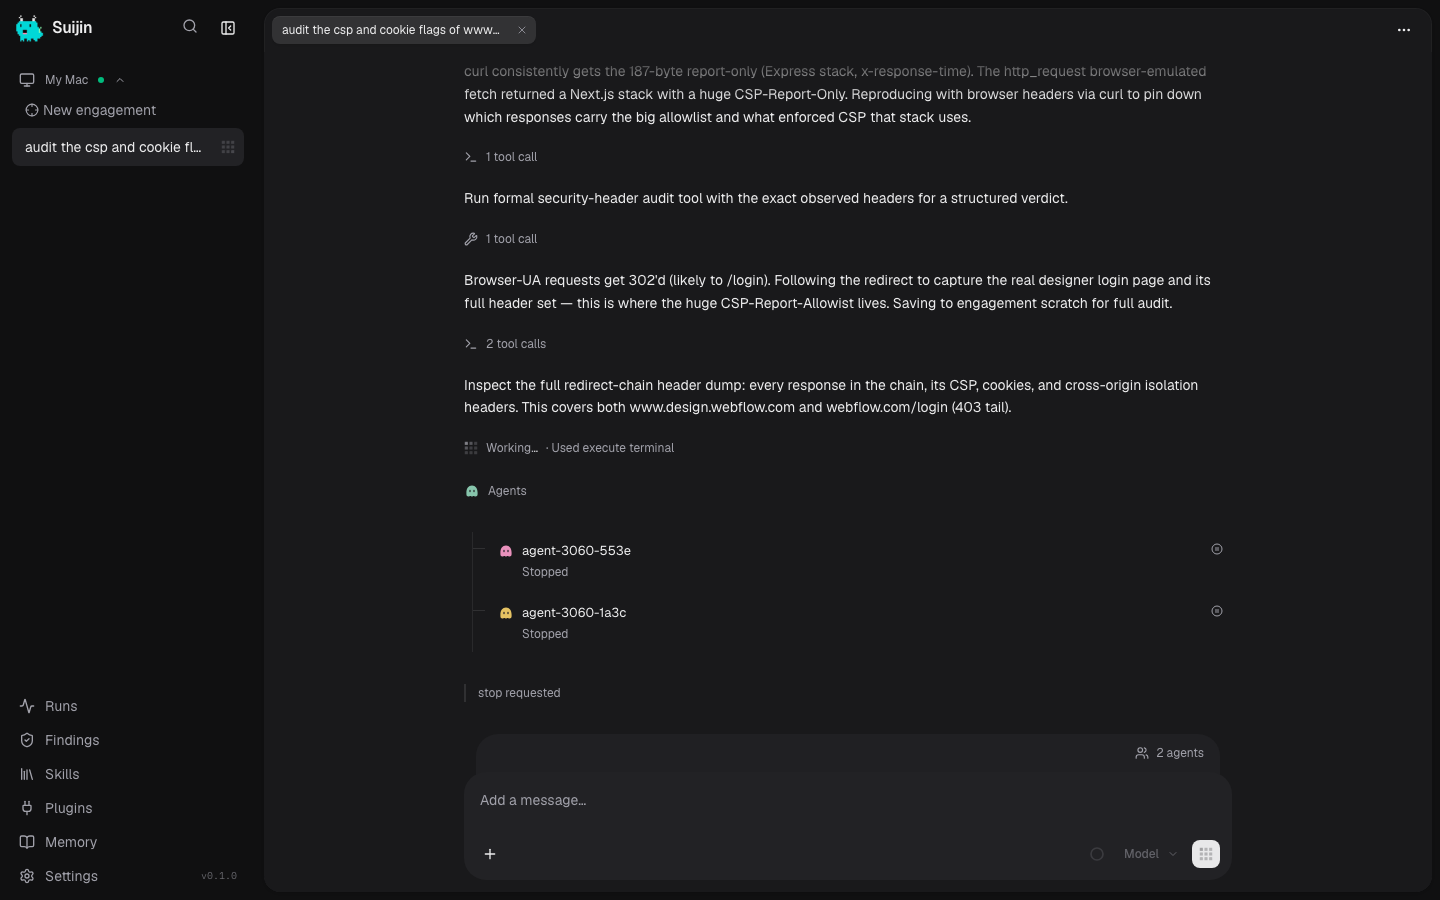 Suijin
My Mac
New engagement
audit the csp and cookie fl...
Runs
Findings
Skills
Plugins
Memory
Settings
v0.1.0
audit the csp and cookie flags of www...
curl consistently gets the 187-byte report-only (Express stack, x-response-time). The http_request browser-emulated
fetch returned a Next.js stack with a huge CSP-Report-Only. Reproducing with browser headers via curl to pin down
which responses carry the big allowlist and what enforced CSP that stack uses.
1 tool call
Run formal security-header audit tool with the exact observed headers for a structured verdict.
1 tool call
Browser-UA requests get 302'd (likely to /login). Following the redirect to capture the real designer login page and its
full header set — this is where the huge CSP-Report-Allowist lives. Saving to engagement scratch for full audit.
2 tool calls
Inspect the full redirect-chain header dump: every response in the chain, its CSP, cookies, and cross-origin isolation
headers. This covers both www.design.webflow.com and webflow.com/login (403 tail).
Working... · Used execute terminal
Agents
agent-3060-553e
Stopped
agent-3060-1a3c
Stopped
stop requested
2 agents
Add a message...
Model